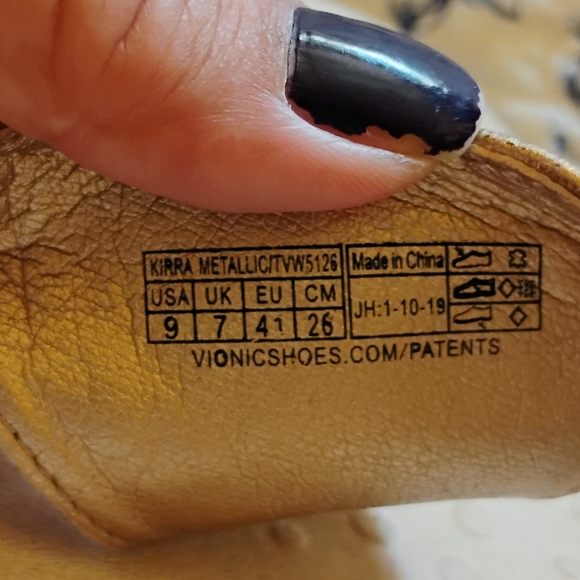 KIRRA METALLIC/TVW5126
USA UK EU CM
9 7 41 26
Made in China
JH:1-10-19
VIONICSHOES.COM/PATENTS